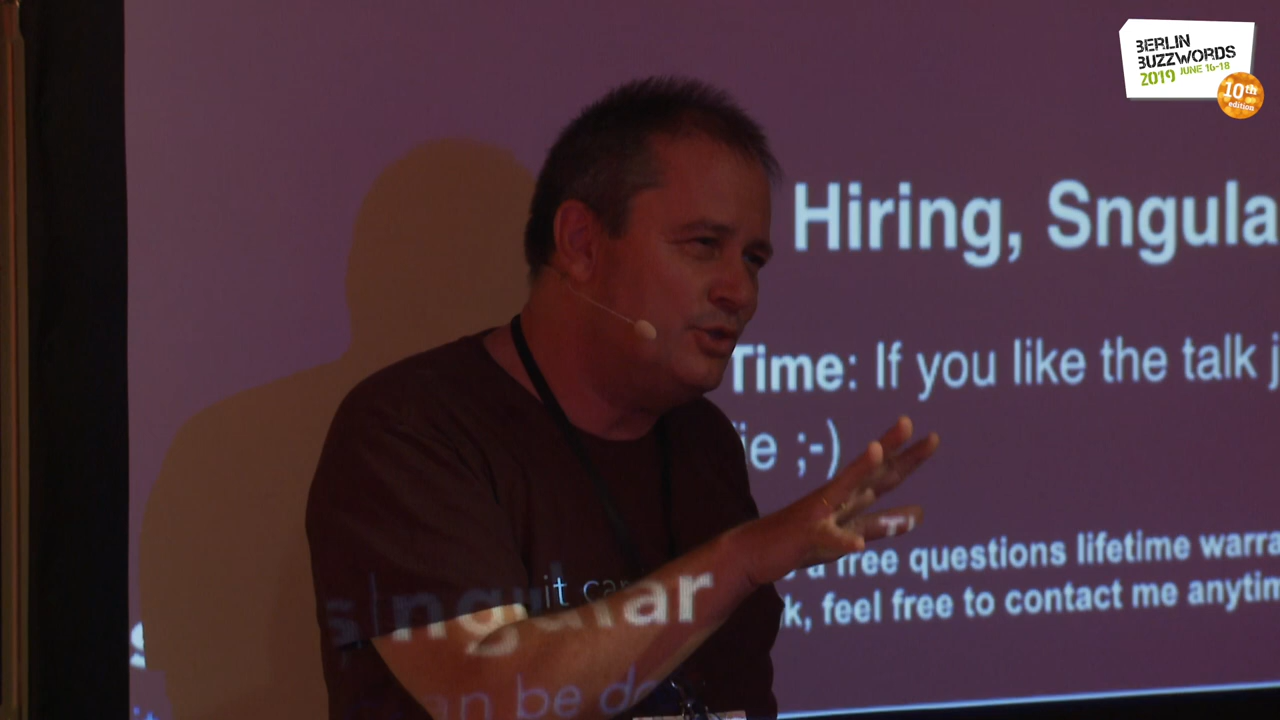 BERLIN
BUZZWORDS
2019 JUNE 16-18
10th
edition
Hiring, Sngula
Time: If you like the talk j
ie ;-)
a free questions lifetime warra
k, feel free to contact me anytim
it ca
s|ngular
an be do